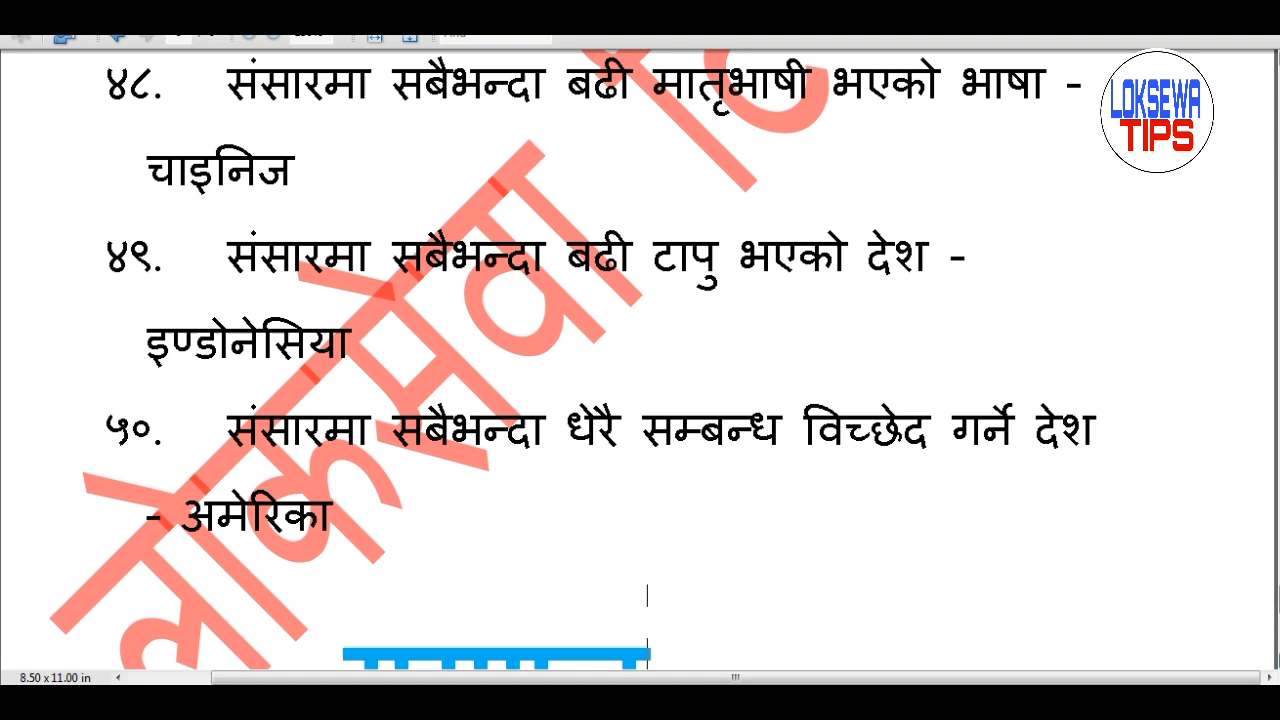 ४८. संसारमा सबैभन्दा बढी मातृभाषी भएको भाषा -
चाइनिज
४९. संसारमा सबैभन्दा बढी टापु भएको देश -
इण्डोनेसिया
५०. संसारमा सबैभन्दा धेरै सम्बन्ध विच्छेद गर्ने देश
- अमेरिका
LOKSEWA
TIPS
लोकसेवा
8.50 x 11.00 in